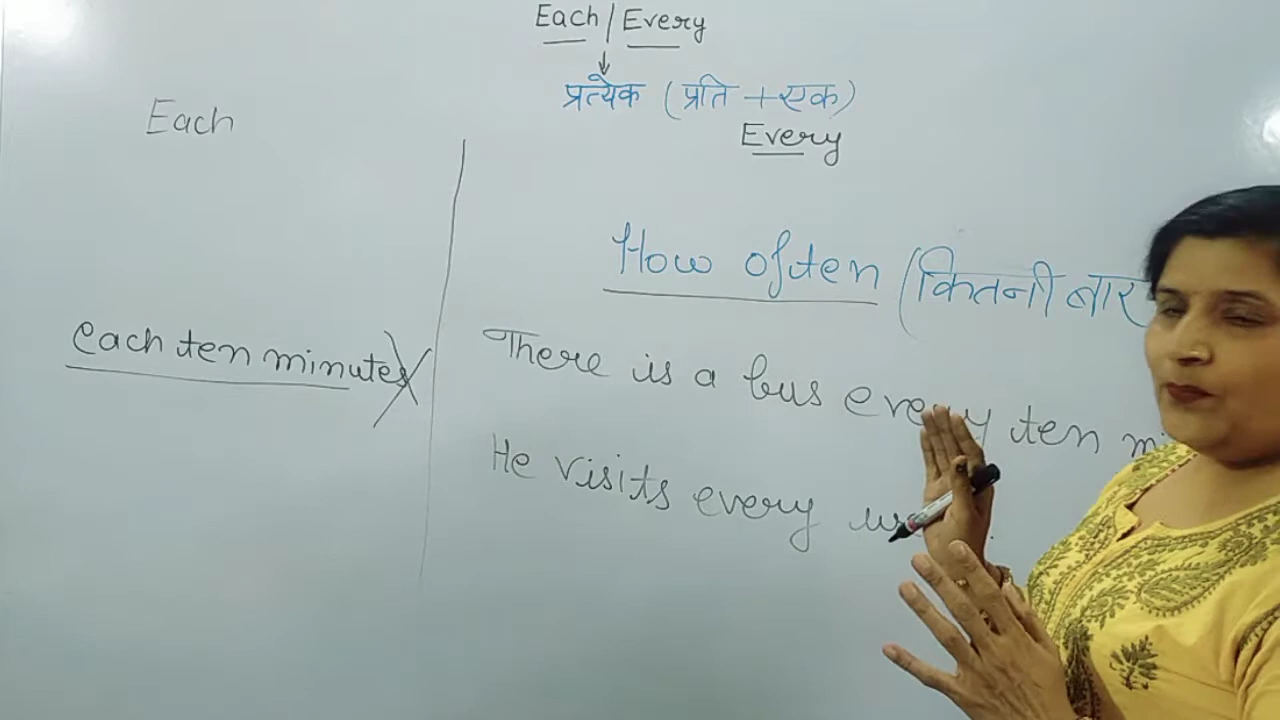 Each / Every
प्रत्येक ( प्रति + एक )
Each
Every
How often ( कितनी बार
each ten minutes
There is a bus every ten
He visits every